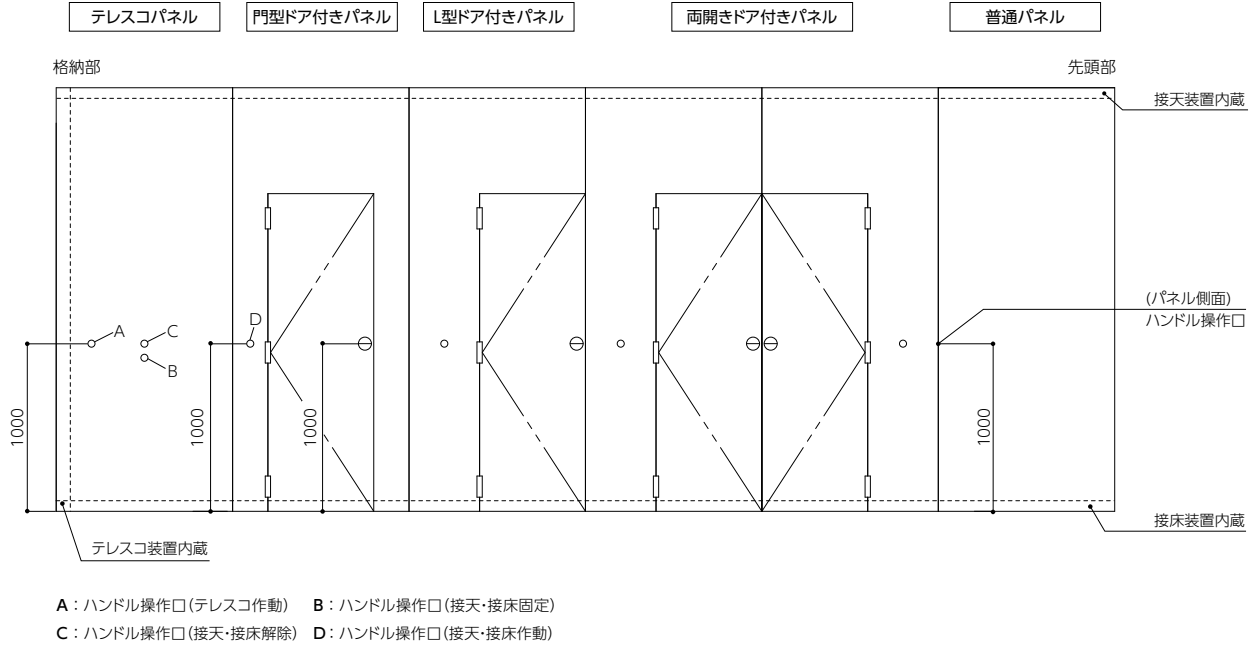 テレスコパネル
門型ドア付きパネル
L型ドア付きパネル
両開きドア付きパネル
普通パネル
格納部
先頭部
接天装置内蔵
(パネル側面)
ハンドル操作口
A
C
B
D
1000
1000
1000
1000
テレスコ装置内蔵
接床装置内蔵
A：ハンドル操作口(テレスコ作動) B：ハンドル操作口(接天・接床固定)
C：ハンドル操作口(接天・接床解除) D：ハンドル操作口(接天・接床作動)